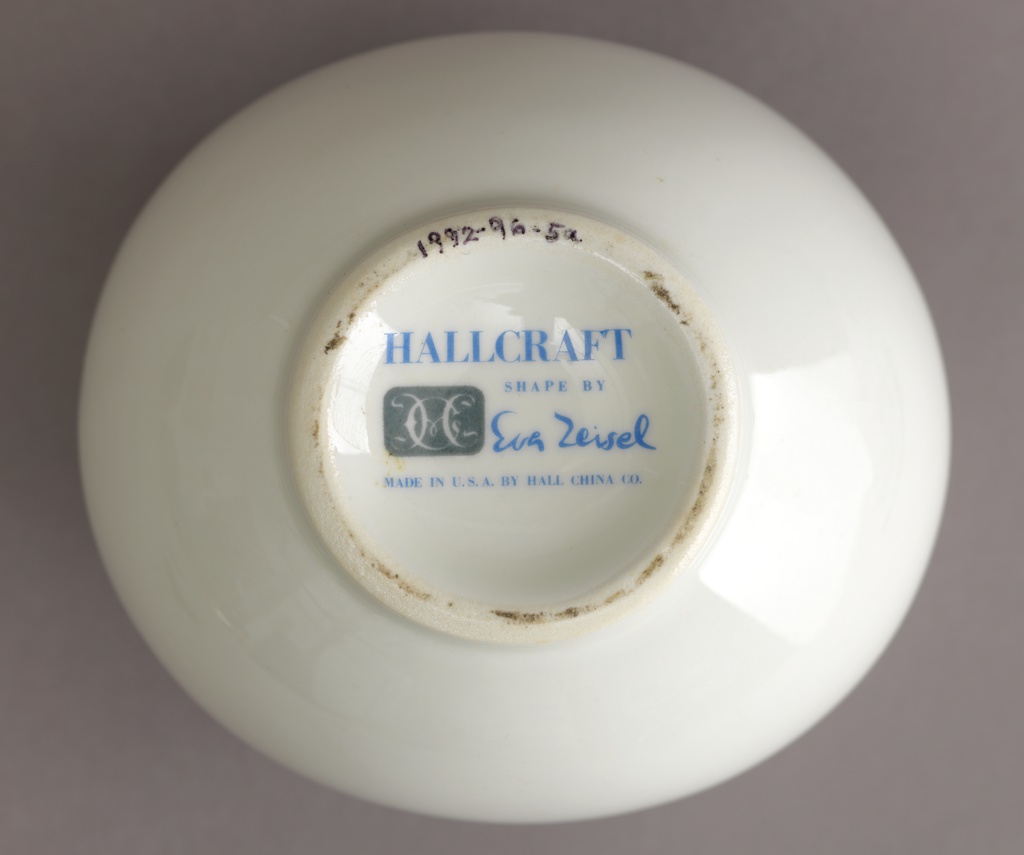 1992-96-5a
HALLCRAFT
SHAPE BY
Eva Zeisel
MADE IN U.S.A. BY HALL CHINA CO.